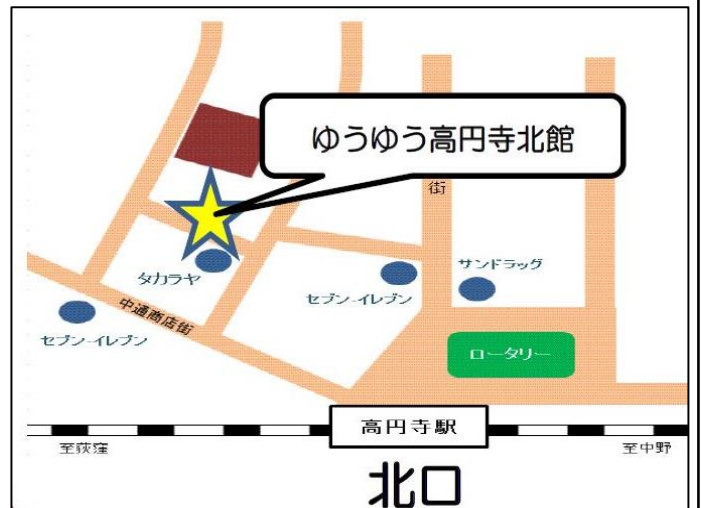 ゆうゆう高円寺北館
街
サンドラッグ
タカラヤ
セブン-イレブン
中通商店街
セブン-イレブン
ロータリー
高円寺駅
至荻窪
至中野
北口